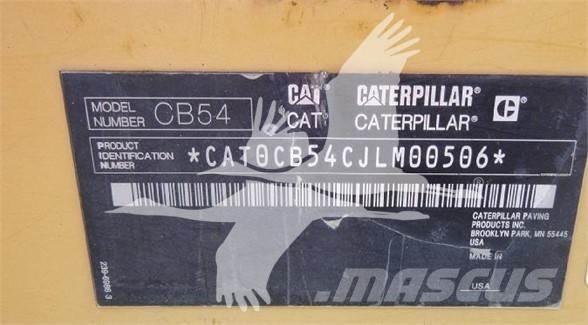 MODEL NUMBER CB54
CAT CATERPILLAR® C
CAT® CATERPILLAR®
PRODUCT
IDENTIFICATION *CAT0CB54CJLM00506*
NUMBER
CATERPILLAR PAVING
PRODUCTS INC.
BROOKLYN PARK, MN 55445
USA
MADE IN
USA
MASCUS